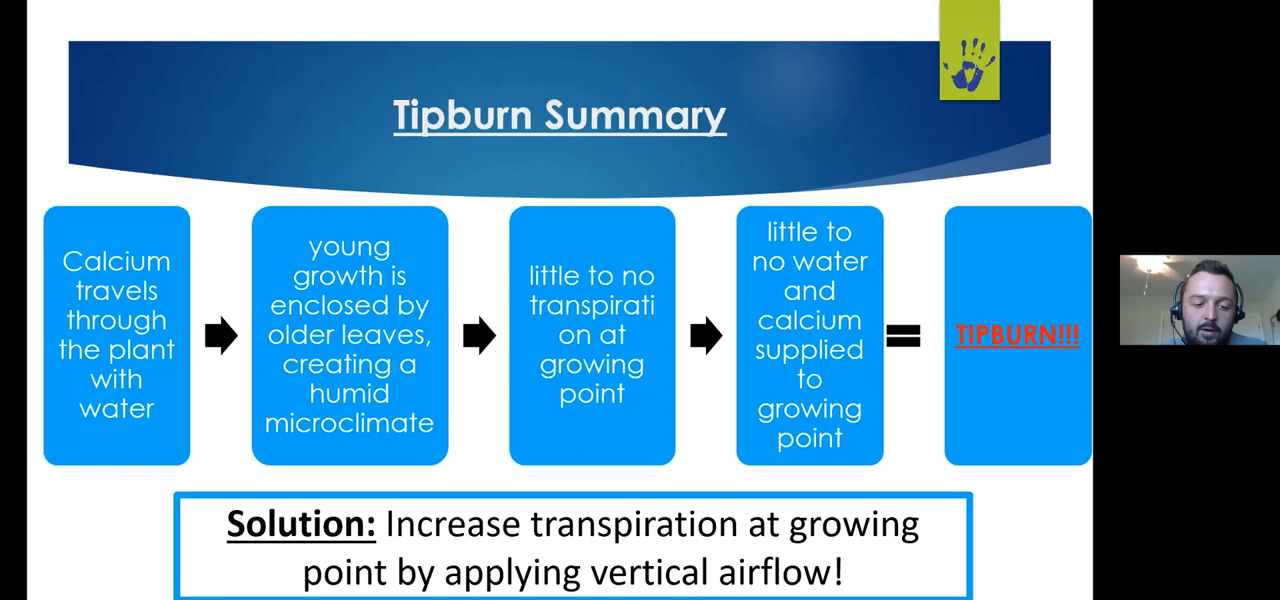 Tipburn Summary
Calcium
travels
through
the plant
with
water
young
growth is
enclosed by
older leaves,
creating a
humid
microclimate
little to no
transpirati
on at
growing
point
little to
no water
and
calcium
supplied
to
growing
point
TIPBURN!!!
Solution: Increase transpiration at growing
point by applying vertical airflow!